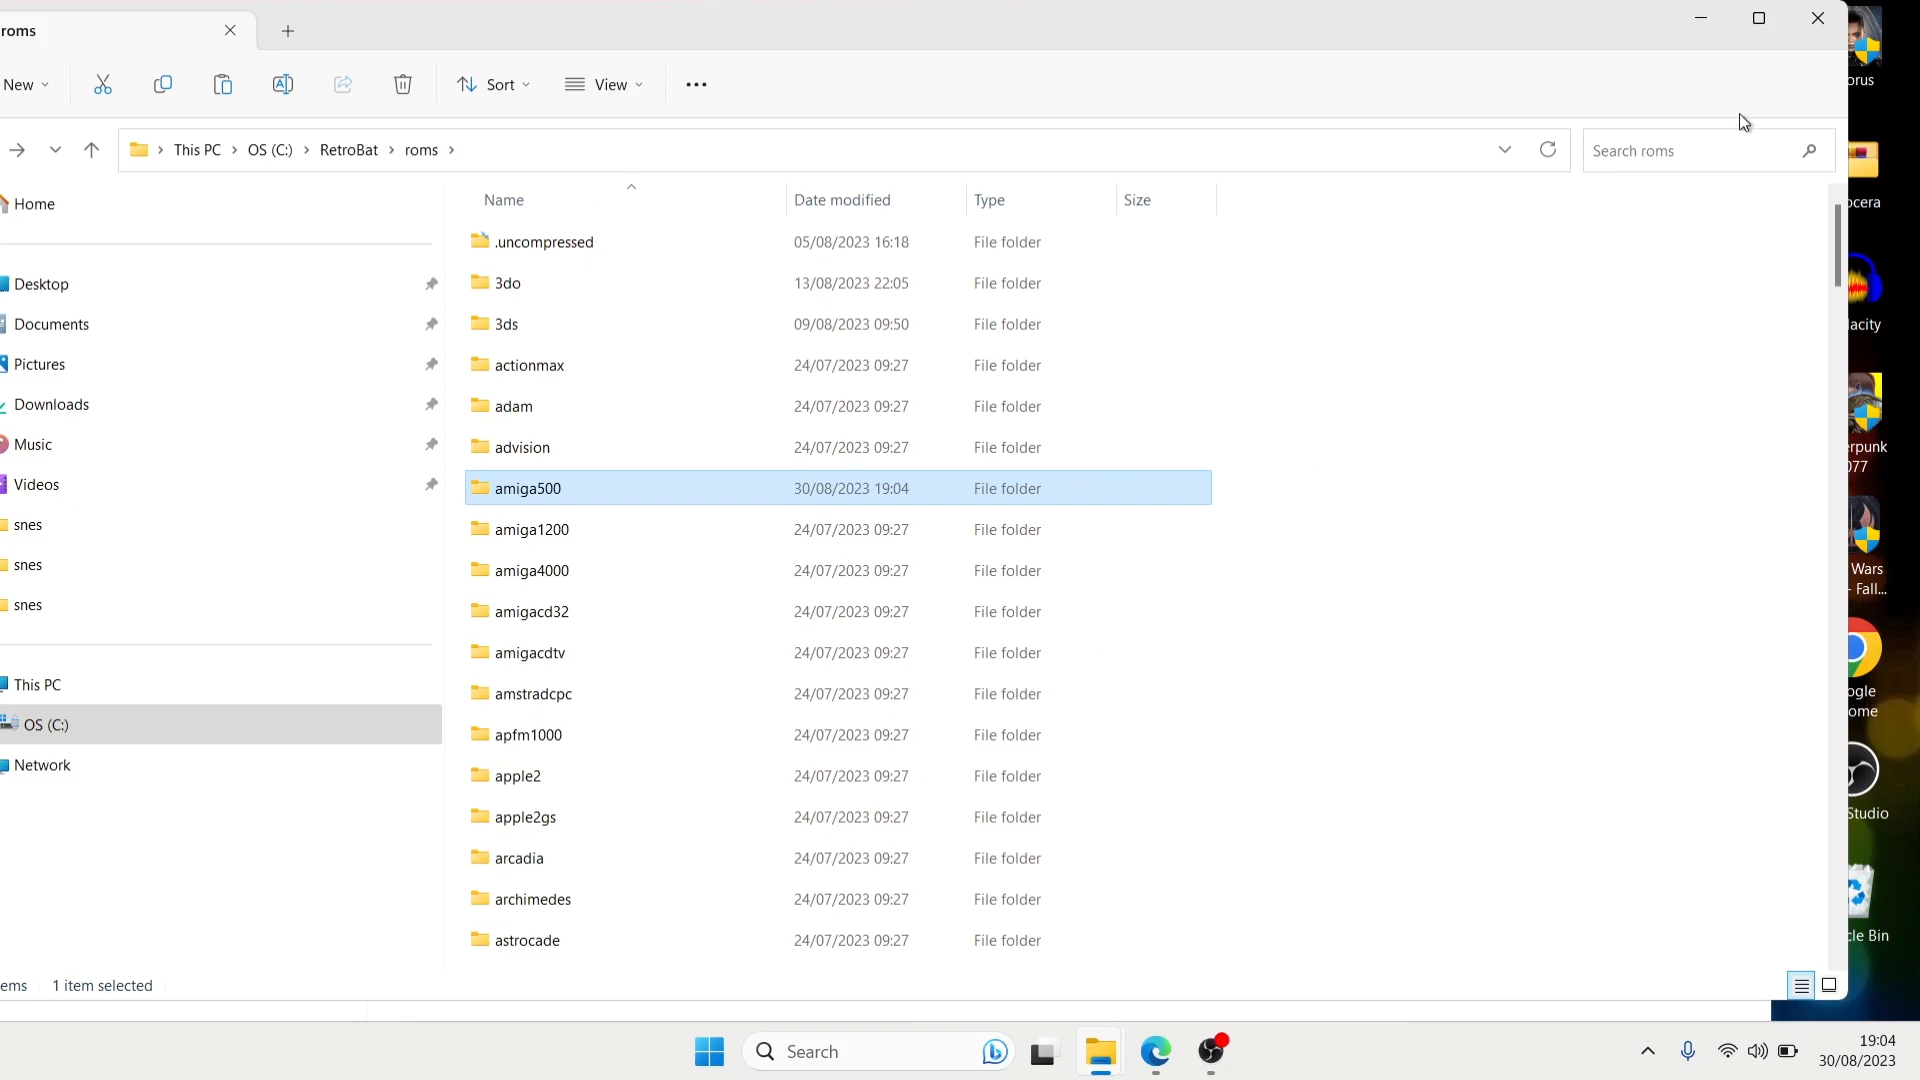 roms
New
Sort
View
This PC > OS (C:) > RetroBat > roms >
Search roms
Home
Desktop
Documents
Pictures
Downloads
Music
Videos
snes
snes
snes
This PC
OS (C:)
Network
Name Date modified Type Size
.uncompressed 05/08/2023 16:18 File folder
3do 13/08/2023 22:05 File folder
3ds 09/08/2023 09:50 File folder
actionmax 24/07/2023 09:27 File folder
adam 24/07/2023 09:27 File folder
advision 24/07/2023 09:27 File folder
amiga500 30/08/2023 19:04 File folder
amiga1200 24/07/2023 09:27 File folder
amiga4000 24/07/2023 09:27 File folder
amigacd32 24/07/2023 09:27 File folder
amigacdtv 24/07/2023 09:27 File folder
amstradcpc 24/07/2023 09:27 File folder
apfm1000 24/07/2023 09:27 File folder
apple2 24/07/2023 09:27 File folder
apple2gs 24/07/2023 09:27 File folder
arcadia 24/07/2023 09:27 File folder
archimedes 24/07/2023 09:27 File folder
astrocade 24/07/2023 09:27 File folder
ems 1 item selected
orus
ocera
lacity
erpunk
077
Wars
- Fall...
ogle
ome
Studio
cle Bin
Search
19:04
30/08/2023